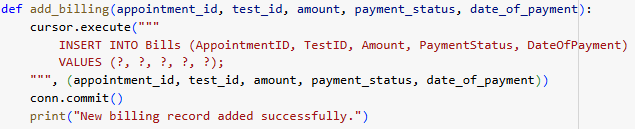 def add_billing(appointment_id, test_id, amount, payment_status, date_of_payment):
    cursor.execute("""
        INSERT INTO Bills (AppointmentID, TestID, Amount, PaymentStatus, DateOfPayment)
        VALUES (?, ?, ?, ?, ?);
    """, (appointment_id, test_id, amount, payment_status, date_of_payment))
    conn.commit()
    print("New billing record added successfully.")